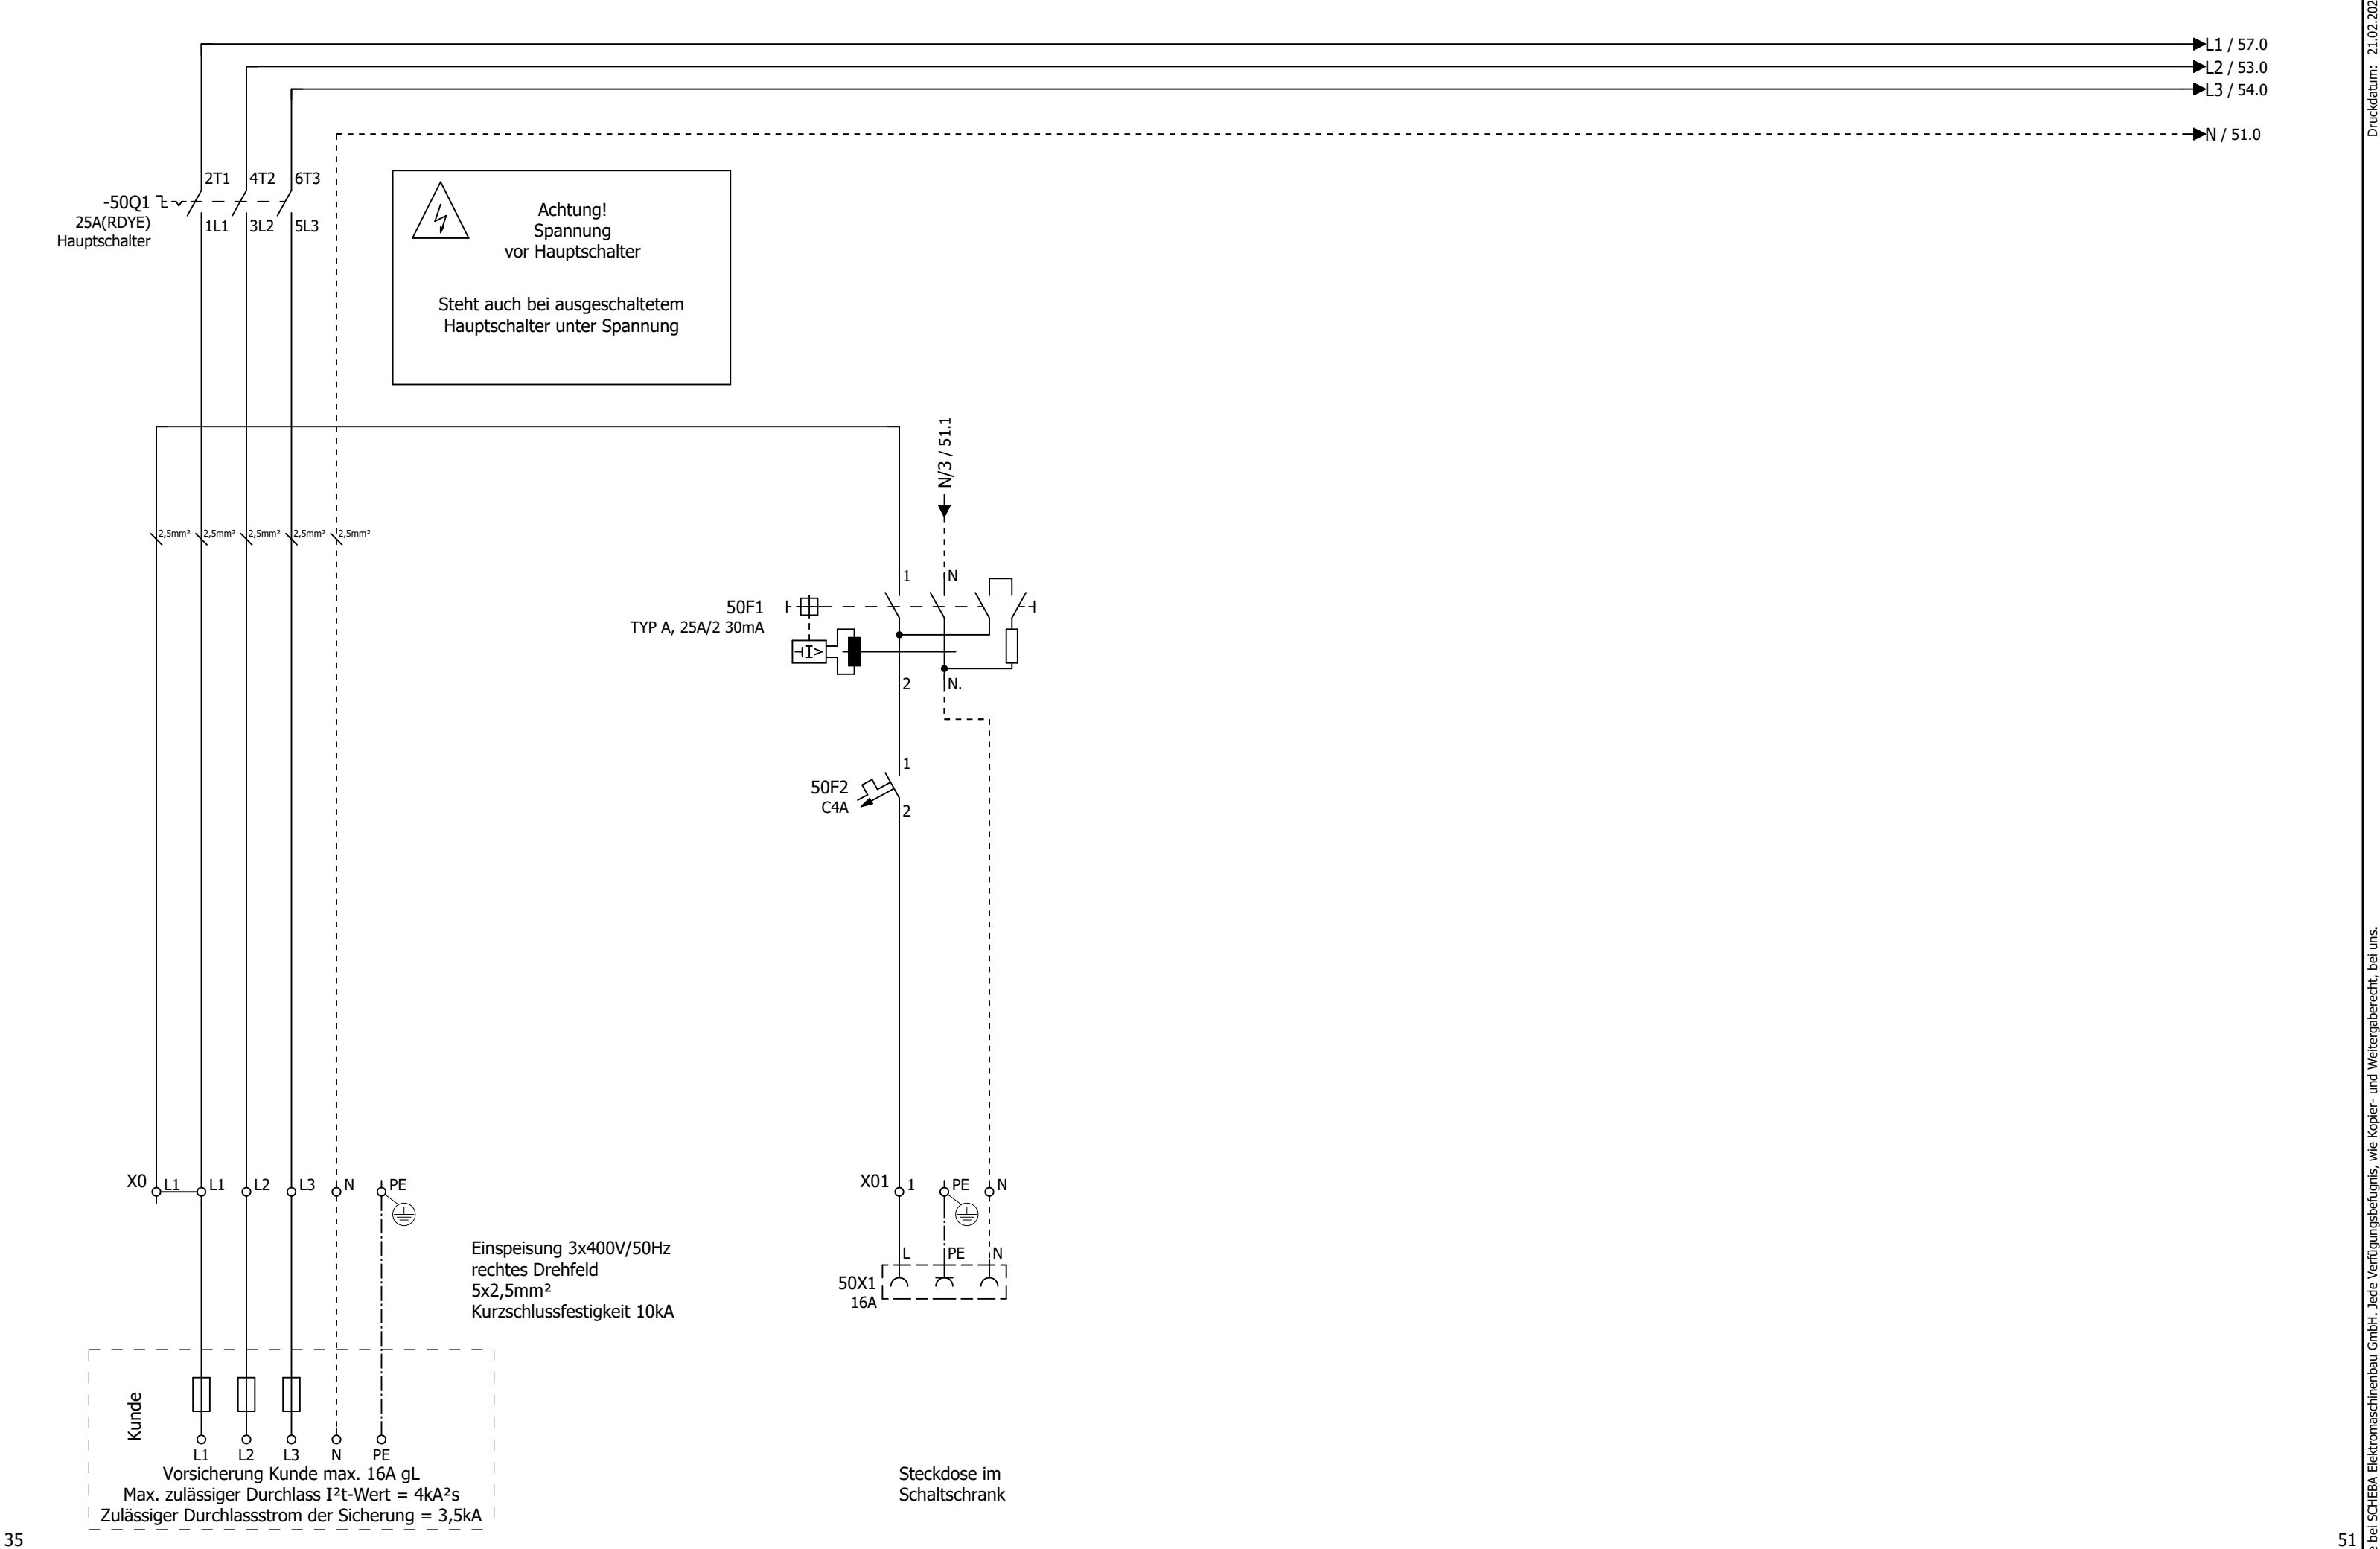 L1 / 57.0
L2 / 53.0
L3 / 54.0
N / 51.0
2T1 4T2 6T3
-50Q1
25A(RDYE)
Hauptschalter
1L1 3L2 5L3
Achtung!
Spannung
vor Hauptschalter
Steht auch bei ausgeschaltetem
Hauptschalter unter Spannung
N/3 / 51.1
2,5mm² 2,5mm² 2,5mm² 2,5mm² 2,5mm²
1 N
50F1
TYP A, 25A/2 30mA
I>
2 N.
1
50F2
C4A
2
X0 L1 L1 L2 L3 N PE
X01 1 PE N
Einspeisung 3x400V/50Hz
rechtes Drehfeld
5x2,5mm²
Kurzschlussfestigkeit 10kA
L PE N
50X1
16A
Kunde
L1 L2 L3 N PE
Vorsicherung Kunde max. 16A gL
Max. zulässiger Durchlass I²t-Wert = 4kA²s
Zulässiger Durchlassstrom der Sicherung = 3,5kA
Steckdose im
Schaltschrank
35
51
bei SCHEBA Elektromaschinenbau GmbH. Jede Verfügungsbefugnis, wie Kopier- und Weitergaberecht, bei uns.
Druckdatum: 21.02.202